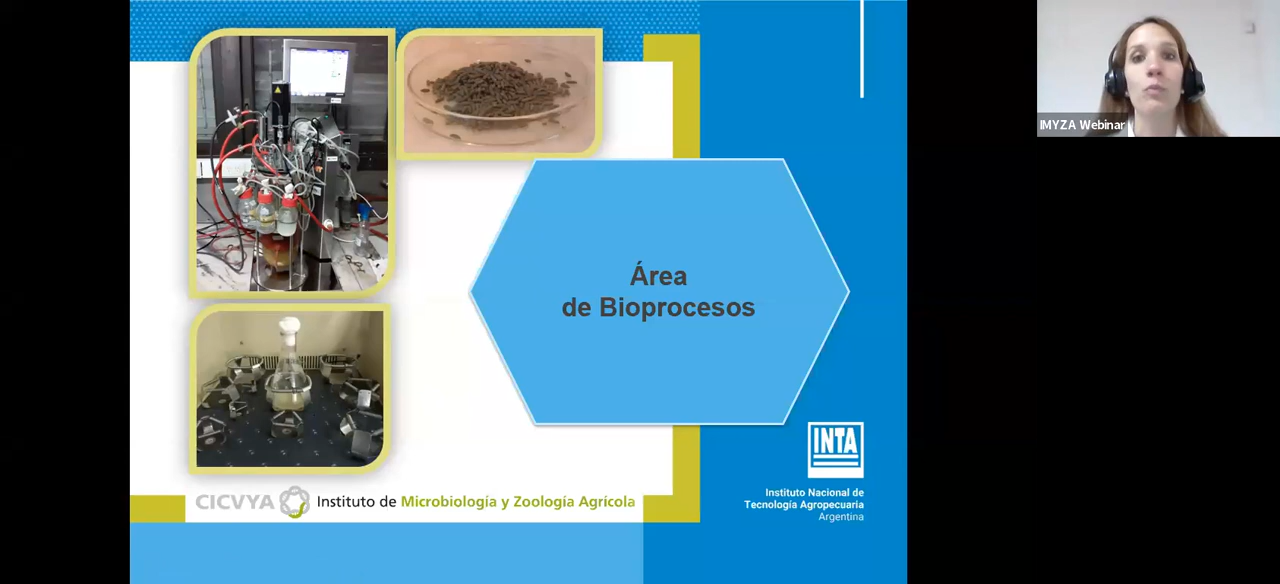 IMYZA Webinar
Área
de Bioprocesos
INTA
Instituto Nacional de
Tecnología Agropecuaria
Argentina
CICVYA Instituto de Microbiología y Zoología Agrícola